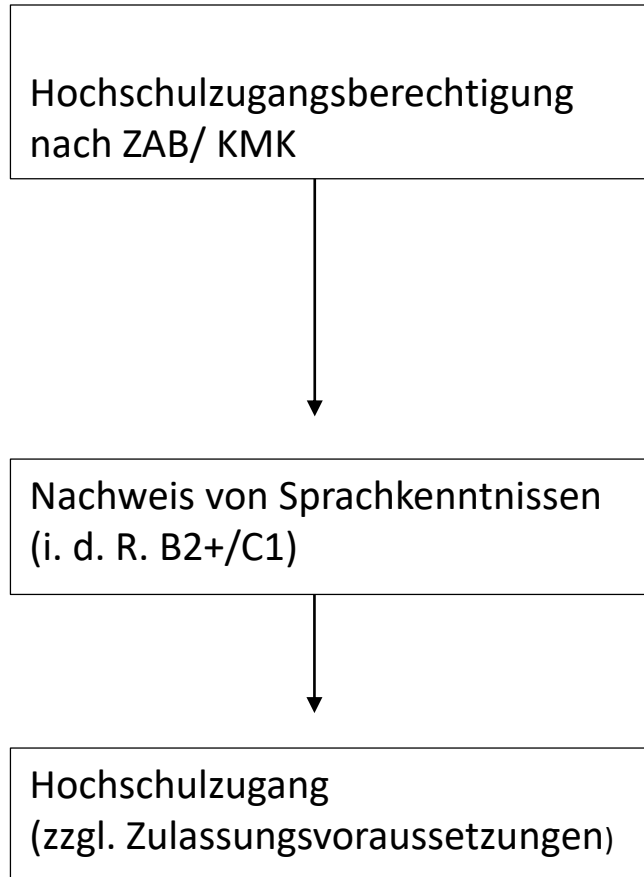 Hochschulzugangsberechtigung
nach ZAB/ KMK
Nachweis von Sprachkenntnissen
(i. d. R. B2+/C1)
Hochschulzugang
(zzgl. Zulassungsvoraussetzungen)